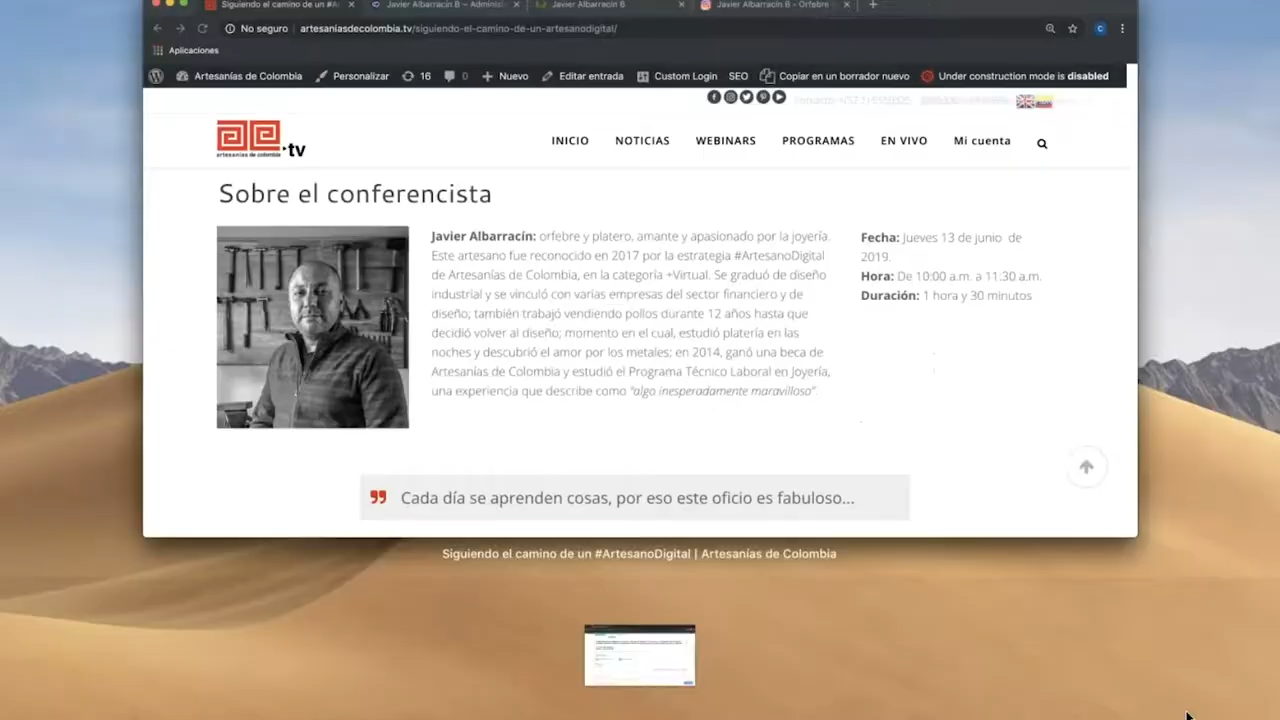 Siguiendo el camino de un #A
Javier Albarracín B – Adminis
Javier Albarracín B
Javier Albarracín B - Orfebre
No seguro | artesaniasdecolombia.tv/siguiendo-el-camino-de-un-artesanodigital/
C
Aplicaciones
Artesanías de Colombia Personalizar 16 0 Nuevo Editar entrada Custom Login SEO Copiar en un borrador nuevo Under construction mode is disabled
artesanías de colombia
.tv
INICIO NOTICIAS WEBINARS PROGRAMAS EN VIVO Mi cuenta
Sobre el conferencista
Javier Albarracín: orfebre y platero, amante y apasionado por la joyería.
Este artesano fue reconocido en 2017 por la estrategia #ArtesanoDigital
de Artesanías de Colombia, en la categoría +Virtual. Se graduó de diseño
industrial y se vinculó con varias empresas del sector financiero y de
diseño; también trabajó vendiendo pollos durante 12 años hasta que
decidió volver al diseño; momento en el cual, estudió platería en las
noches y descubrió el amor por los metales; en 2014, ganó una beca de
Artesanías de Colombia y estudió el Programa Técnico Laboral en Joyería,
una experiencia que describe como "algo inesperadamente maravilloso".
Fecha: Jueves 13 de junio de
2019.
Hora: De 10:00 a.m. a 11:30 a.m.
Duración: 1 hora y 30 minutos
Cada día se aprenden cosas, por eso este oficio es fabuloso...
Siguiendo el camino de un #ArtesanoDigital | Artesanías de Colombia